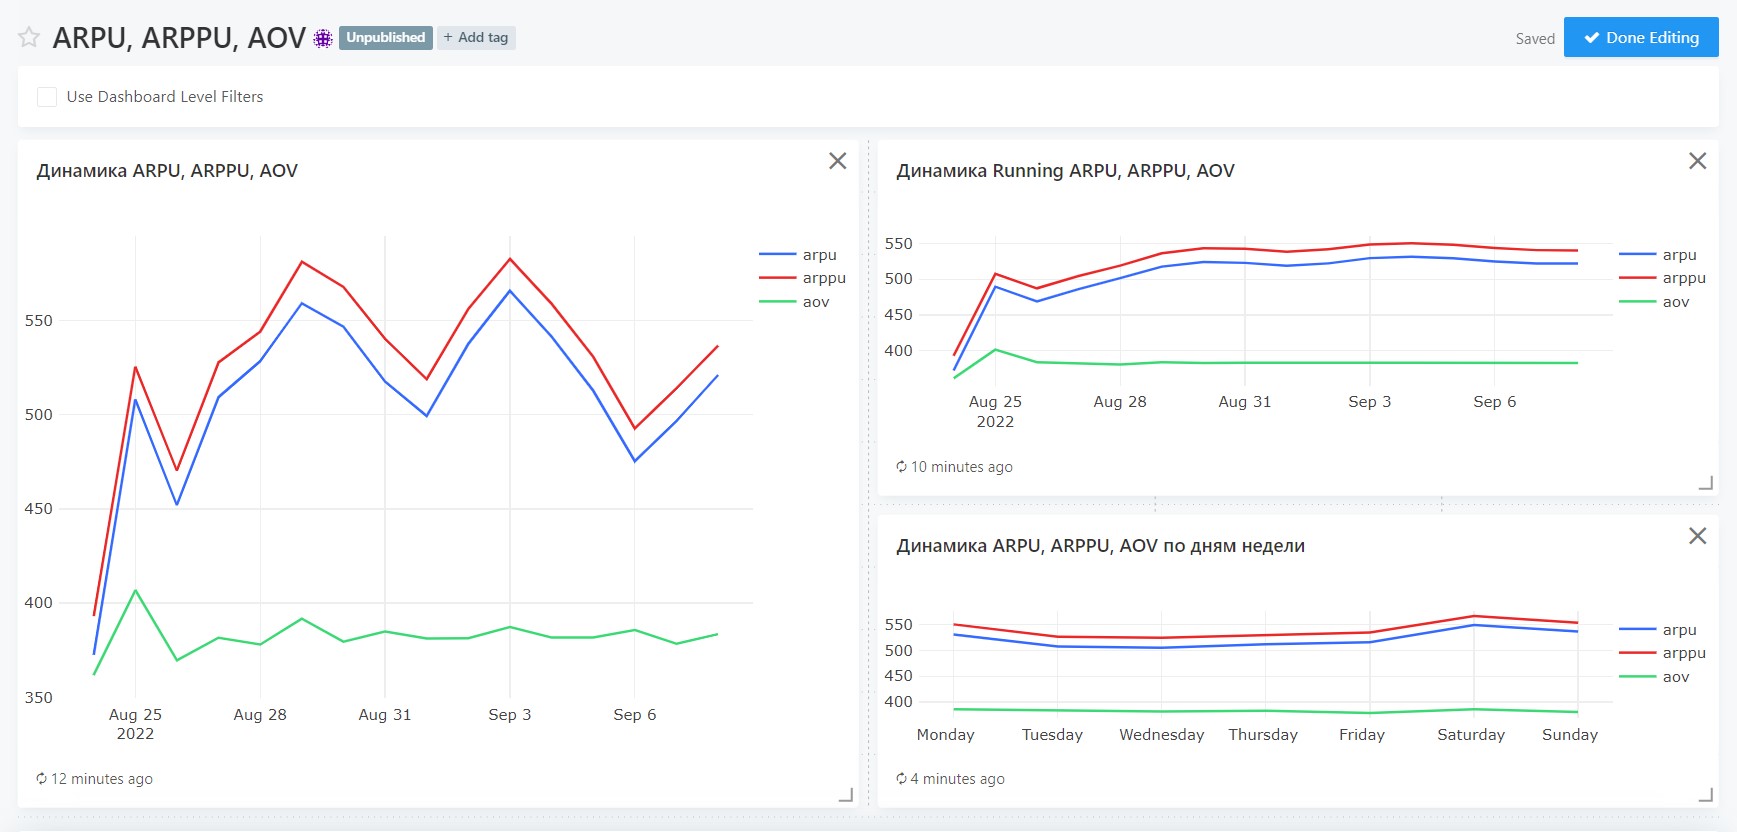 ARPU, ARPPU, AOV Unpublished + Add tag
Saved Done Editing
Use Dashboard Level Filters
Динамика ARPU, ARPPU, AOV
arpu
arppu
aov
550
500
450
400
350
Aug 25 Aug 28 Aug 31 Sep 3 Sep 6
2022
12 minutes ago
Динамика Running ARPU, ARPPU, AOV
arpu
arppu
aov
550
500
450
400
Aug 25 Aug 28 Aug 31 Sep 3 Sep 6
2022
10 minutes ago
Динамика ARPU, ARPPU, AOV по дням недели
arpu
arppu
aov
550
500
450
400
Monday Tuesday Wednesday Thursday Friday Saturday Sunday
4 minutes ago